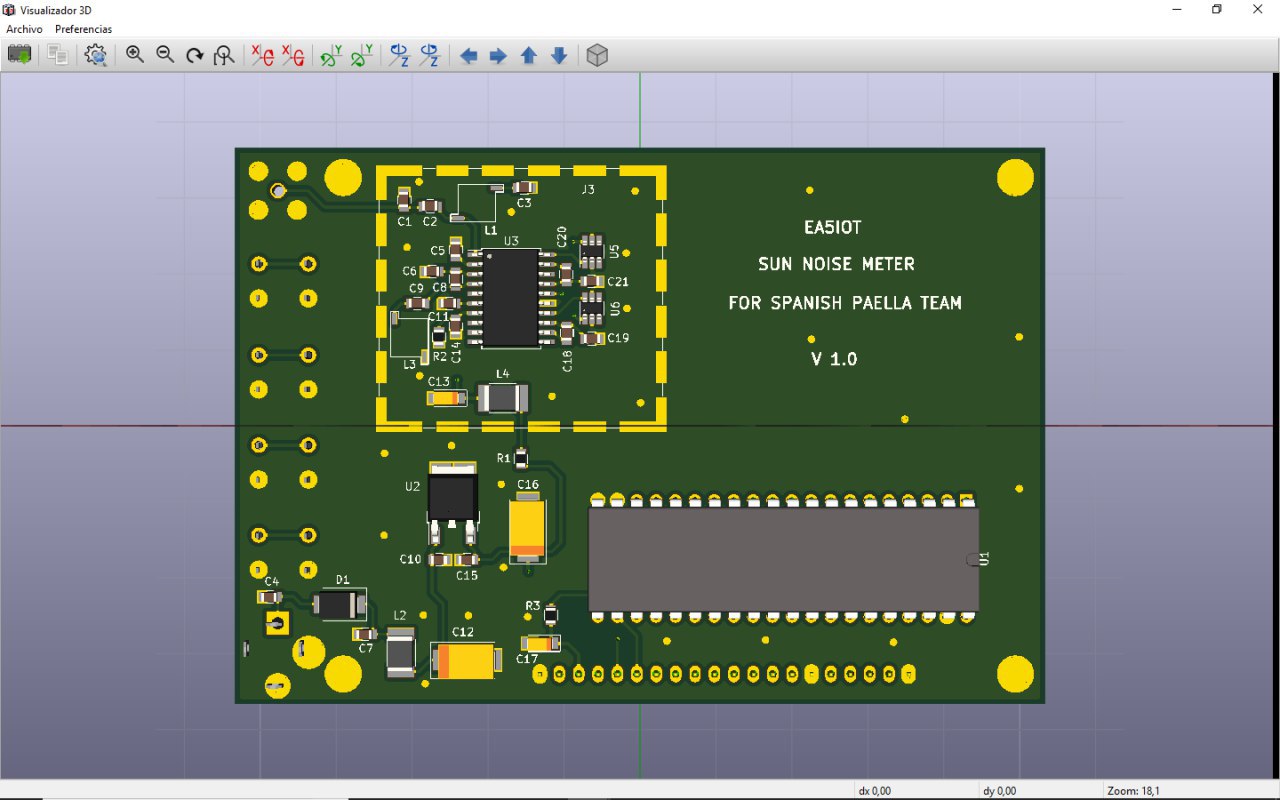 Visualizador 3D
Archivo Preferencias
J3
C3
C1 C2
L1
EA5IOT
C20
C5
U3
U5
SUN NOISE METER
C6
C9 C8
C21
C11
U6
FOR SPANISH PAELLA TEAM
C14
R2
L3
C18
C19
V 1.0
C13
L4
R1
U2
C16
C10
C15
U1
C4
D1
R3
L2
C7
C12
C17
dx 0,00 dy 0,00 Zoom: 18,1